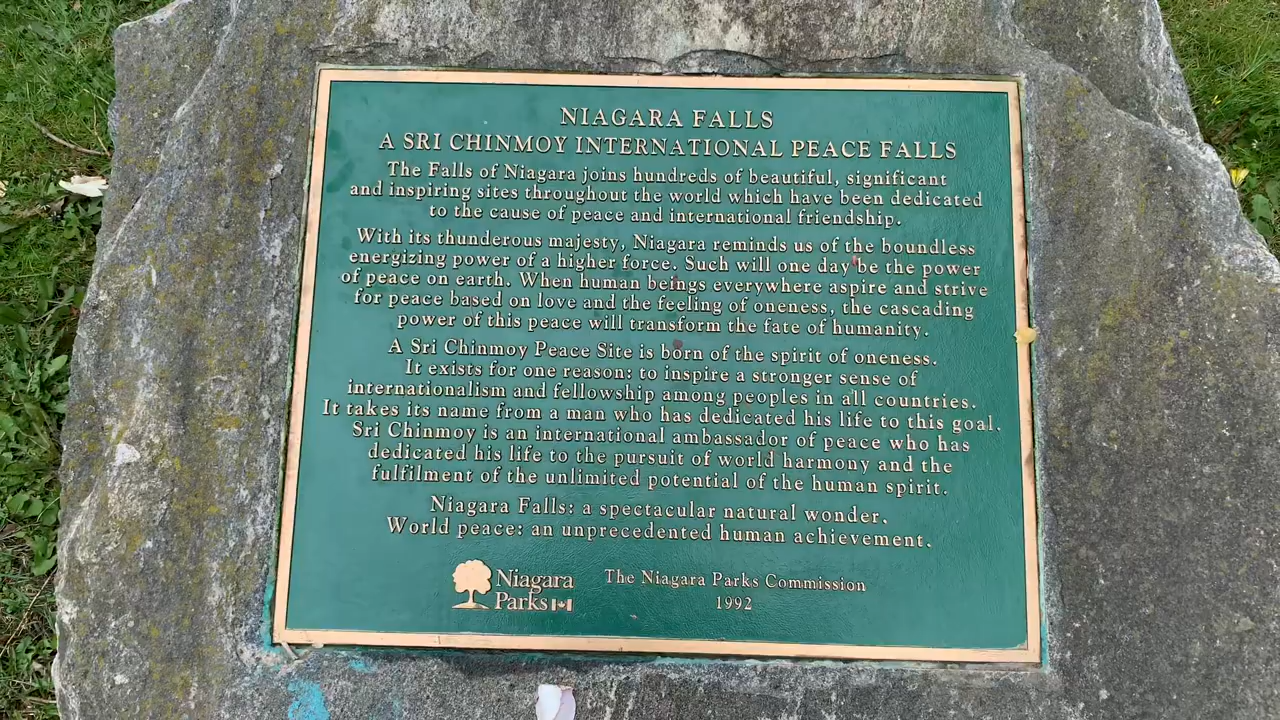 NIAGARA FALLS
A SRI CHINMOY INTERNATIONAL PEACE FALLS
The Falls of Niagara joins hundreds of beautiful, significant
and inspiring sites throughout the world which have been dedicated
to the cause of peace and international friendship.
With its thunderous majesty, Niagara reminds us of the boundless
energizing power of a higher force. Such will one day be the power
of peace on earth. When human beings everywhere aspire and strive
for peace based on love and the feeling of oneness, the cascading
power of this peace will transform the fate of humanity.
A Sri Chinmoy Peace Site is born of the spirit of oneness.
It exists for one reason: to inspire a stronger sense of
internationalism and fellowship among peoples in all countries.
It takes its name from a man who has dedicated his life to this goal.
Sri Chinmoy is an international ambassador of peace who has
dedicated his life to the pursuit of world harmony and the
fulfilment of the unlimited potential of the human spirit.
Niagara Falls: a spectacular natural wonder.
World peace: an unprecedented human achievement.
Niagara
Parks
The Niagara Parks Commission
1992